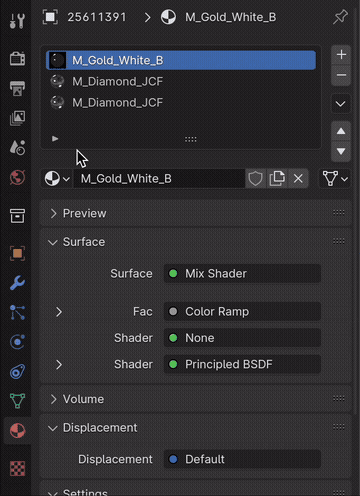 25611391 > M_Gold_White_B
M_Gold_White_B
M_Diamond_JCF
M_Diamond_JCF
M_Gold_White_B
Preview
Surface
Surface Mix Shader
Fac Color Ramp
Shader None
Shader Principled BSDF
Volume
Displacement
Displacement Default
Settings